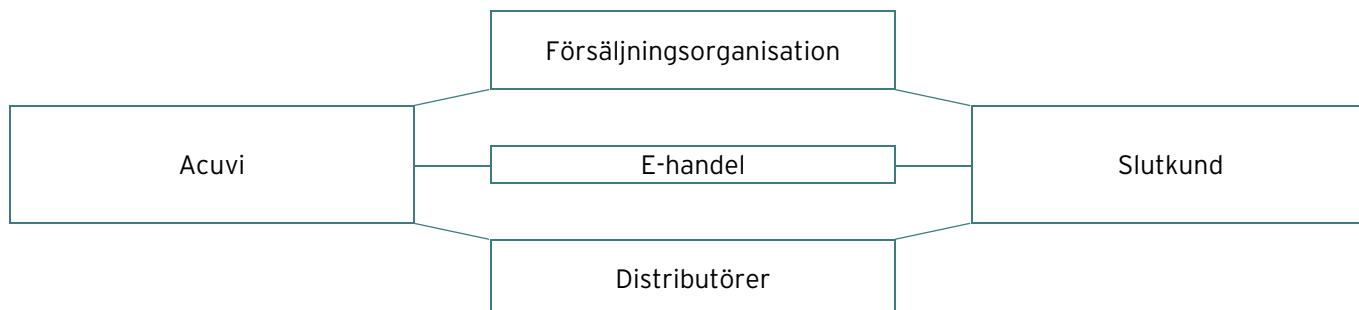 Försäljningsorganisation
Acuvi
E-handel
Slutkund
Distributörer